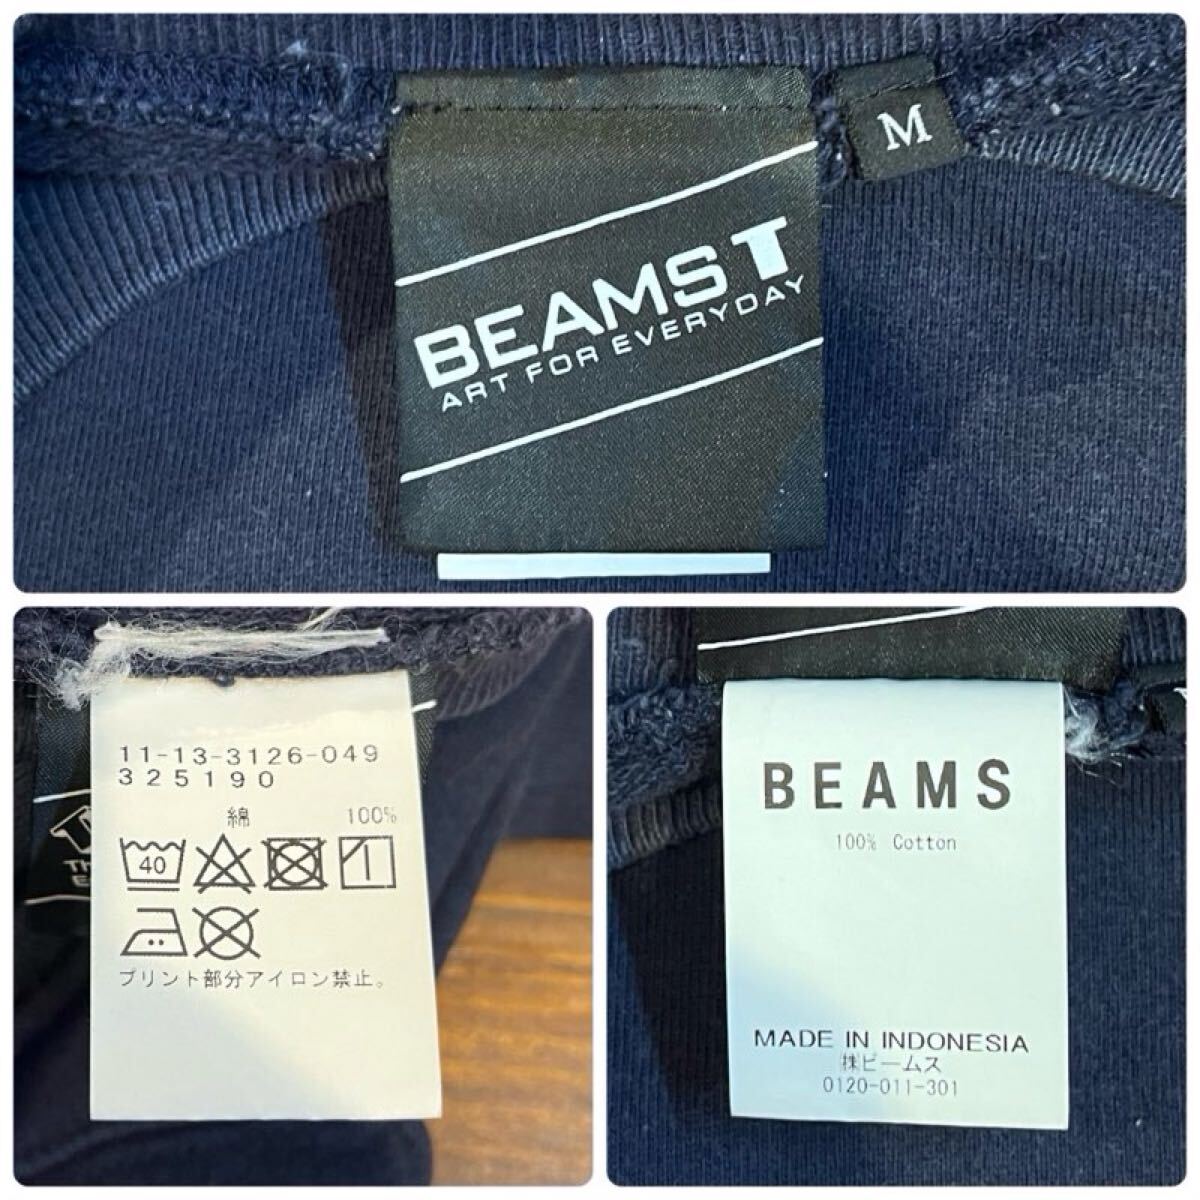 BEAMS T
ART FOR EVERYDAY
M
11-13-3126-049
325190
綿 100%
40
プリント部分アイロン禁止。
BEAMS
100% Cotton
MADE IN INDONESIA
㈱ビームス
0120-011-301